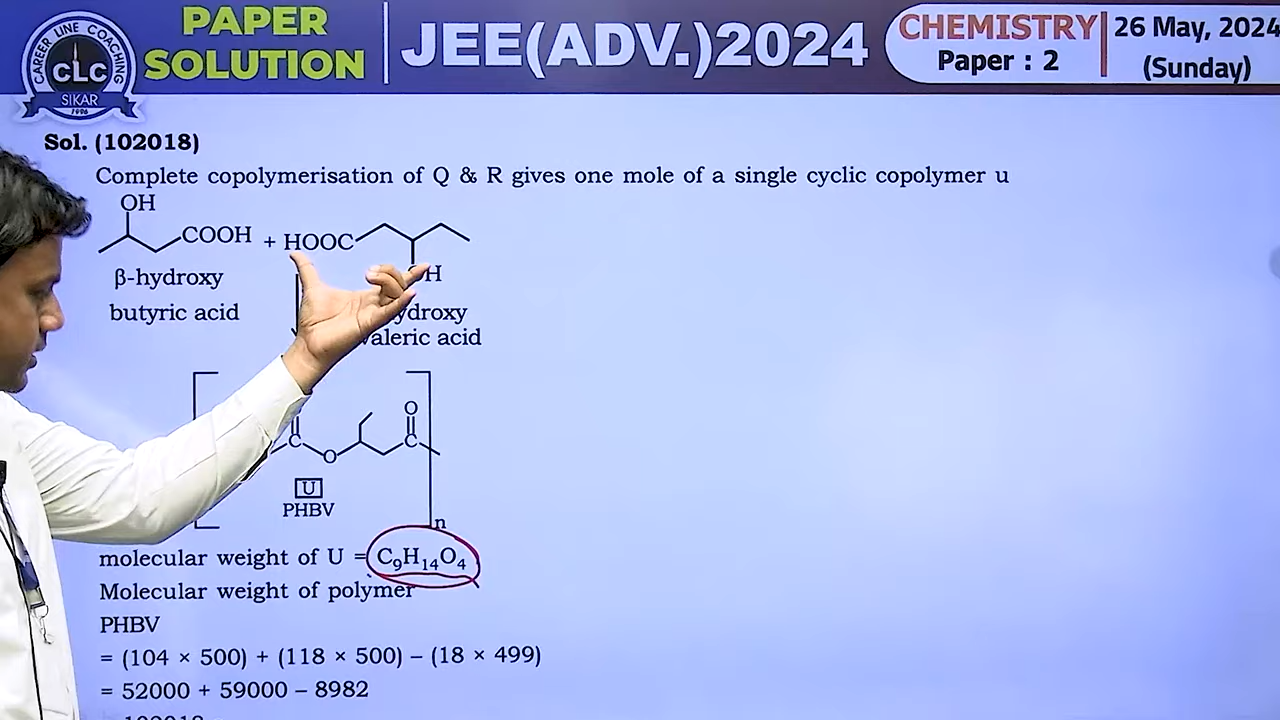 CAREER LINE COACHING
CLC
SIKAR
1996
PAPER
SOLUTION
JEE(ADV.)2024
CHEMISTRY
Paper : 2
26 May, 2024
(Sunday)
Sol. (102018)
Complete copolymerisation of Q & R gives one mole of a single cyclic copolymer u
OH
COOH + HOOC
H
β-hydroxy
butyric acid
ydroxy
valeric acid
O
O
U
PHBV
n
molecular weight of U = C₉H₁₄O₄
Molecular weight of polymer
PHBV
= (104 × 500) + (118 × 500) – (18 × 499)
= 52000 + 59000 – 8982